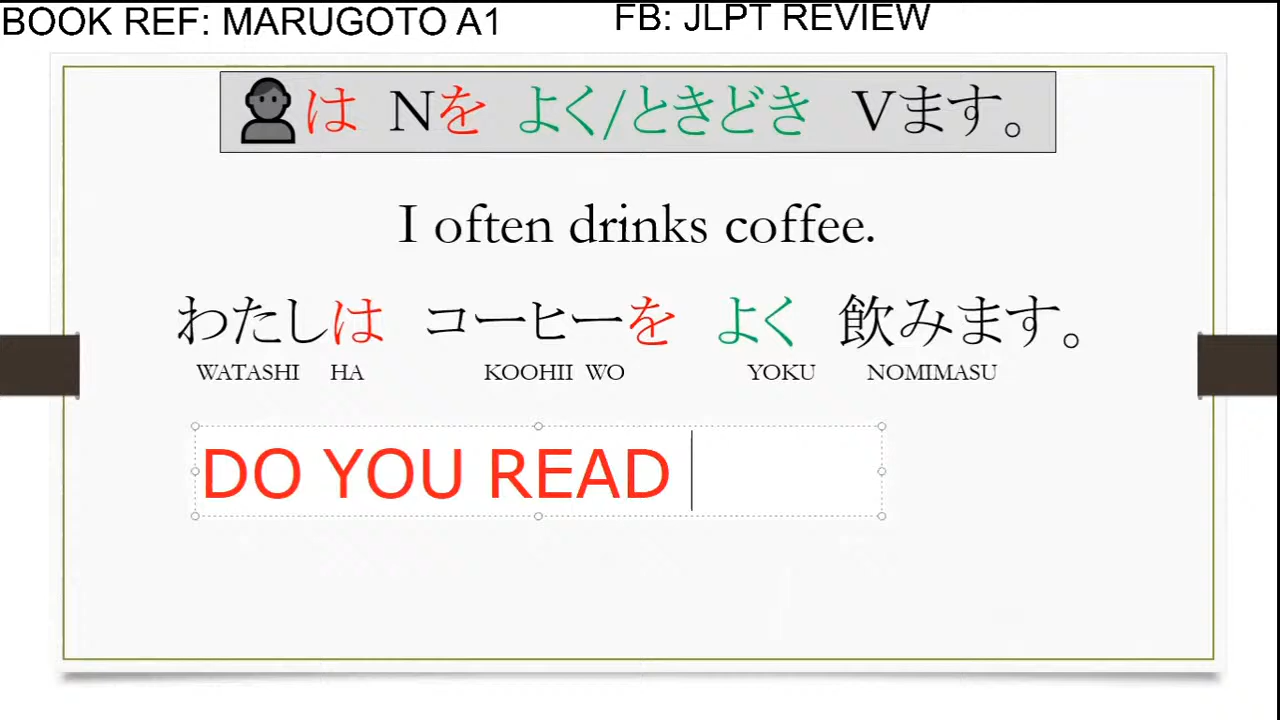 BOOK REF: MARUGOTO A1 FB: JLPT REVIEW
は Nを よく/ときどき Vます。
I often drinks coffee.
わたしは コーヒーを よく 飲みます。
WATASHI HA KOOHII WO YOKU NOMIMASU
DO YOU READ